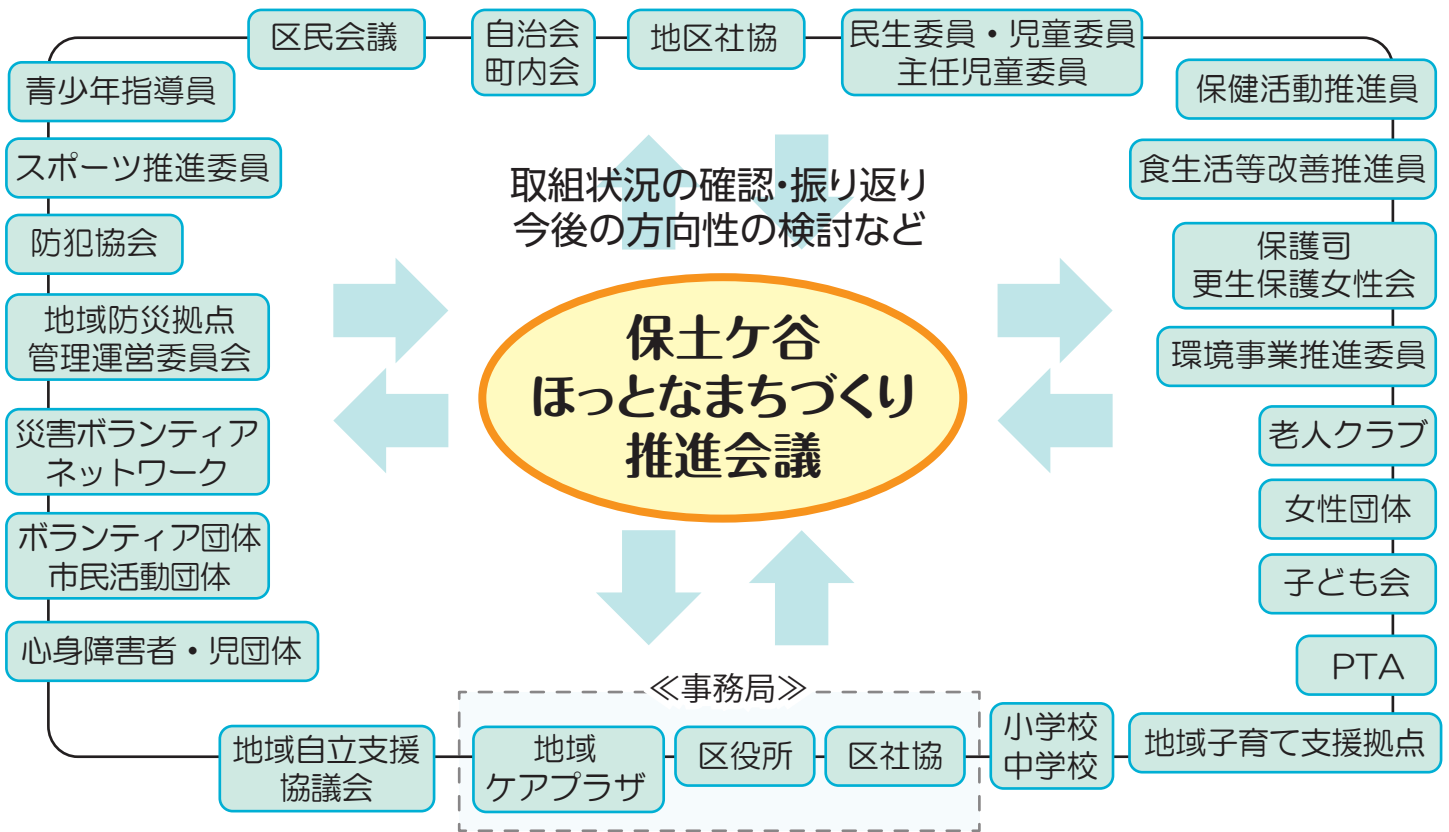 区民会議
自治会
町内会
地区社協
民生委員・児童委員
主任児童委員
青少年指導員
スポーツ推進委員
防犯協会
地域防災拠点
管理運営委員会
災害ボランティア
ネットワーク
ボランティア団体
市民活動団体
心身障害者・児団体
取組状況の確認・振り返り
今後の方向性の検討など
保土ケ谷
ほっとなまちづくり
推進会議
保健活動推進員
食生活等改善推進員
保護司
更生保護女性会
環境事業推進委員
老人クラブ
女性団体
子ども会
PTA
≪事務局≫
地域自立支援
協議会
地域
ケアプラザ
区役所
区社協
小学校
中学校
地域子育て支援拠点